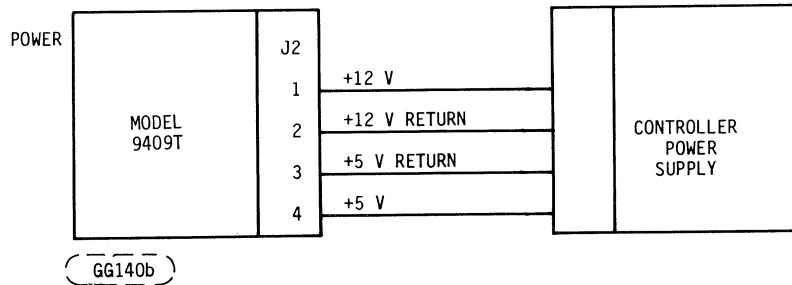 POWER
J2
1 +12 V
2 +12 V RETURN
3 +5 V RETURN
4 +5 V
MODEL
9409T
CONTROLLER
POWER
SUPPLY
GG140b